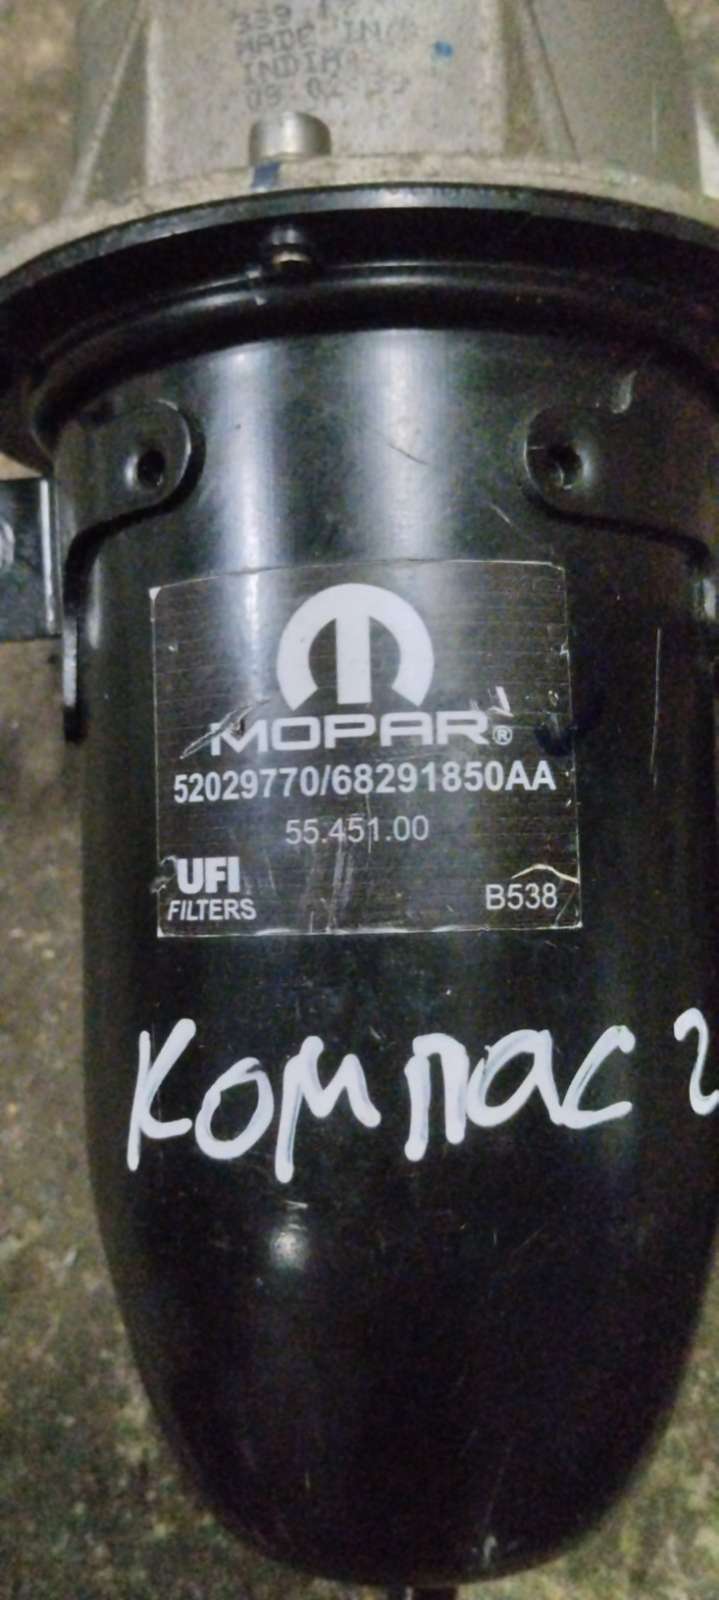 MADE IN
INDIA
MOPAR®
52029770/68291850AA
55.451.00
UFI
FILTERS
B538
Компас 2